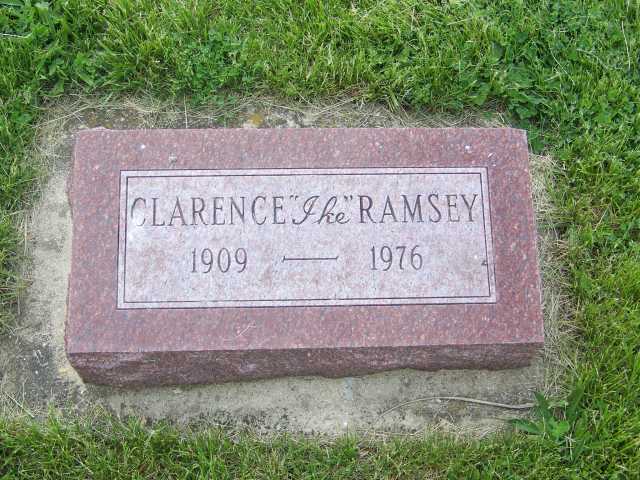 CLARENCE "Ike" RAMSEY
1909 — 1976